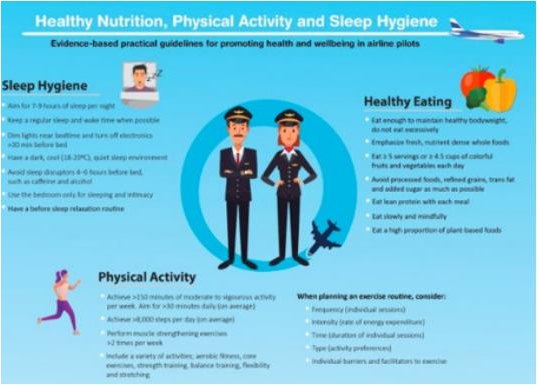 Healthy Nutrition, Physical Activity and Sleep Hygiene
Evidence-based practical guidelines for promoting health and wellbeing in airline pilots
Sleep Hygiene
Aim for 7-9 hours of sleep per night
Keep a regular sleep and wake time when possible
Dim lights near bedtime and turn off electronics
>30 min before bed
Have a dark, cool (18-20ºC), quiet sleep environment
Avoid sleep disruptors 4-6 hours before bed,
such as caffeine and alcohol
Use the bedroom only for sleeping and intimacy
Have a before sleep relaxation routine
Healthy Eating
Eat enough to maintain healthy bodyweight,
do not eat excessively
Emphasize fresh, nutrient dense whole foods
Eat ≥ 5 servings or ≥ 4.5 cups of colorful
fruits and vegetables each day
Avoid processed foods, refined grains, trans fat
and added sugar as much as possible
Eat lean protein with each meal
Eat slowly and mindfully
Eat a high proportion of plant-based foods
Physical Activity
Achieve >150 minutes of moderate to vigourous activity
per week. Aim for >30 minutes daily (on average)
Achieve >8,000 steps per day (on average)
Perform muscle strengthening exercises
>2 times per week
Include a variety of activities; aerobic fitness, core
exercises, strength training, balance training, flexibility
and stretching
When planning an exercise routine, consider:
Frequency (individual sessions)
Intensity (rate of energy expenditure)
Time (duration of individual sessions)
Type (activity preferences)
Individual barriers and facilitators to exercise